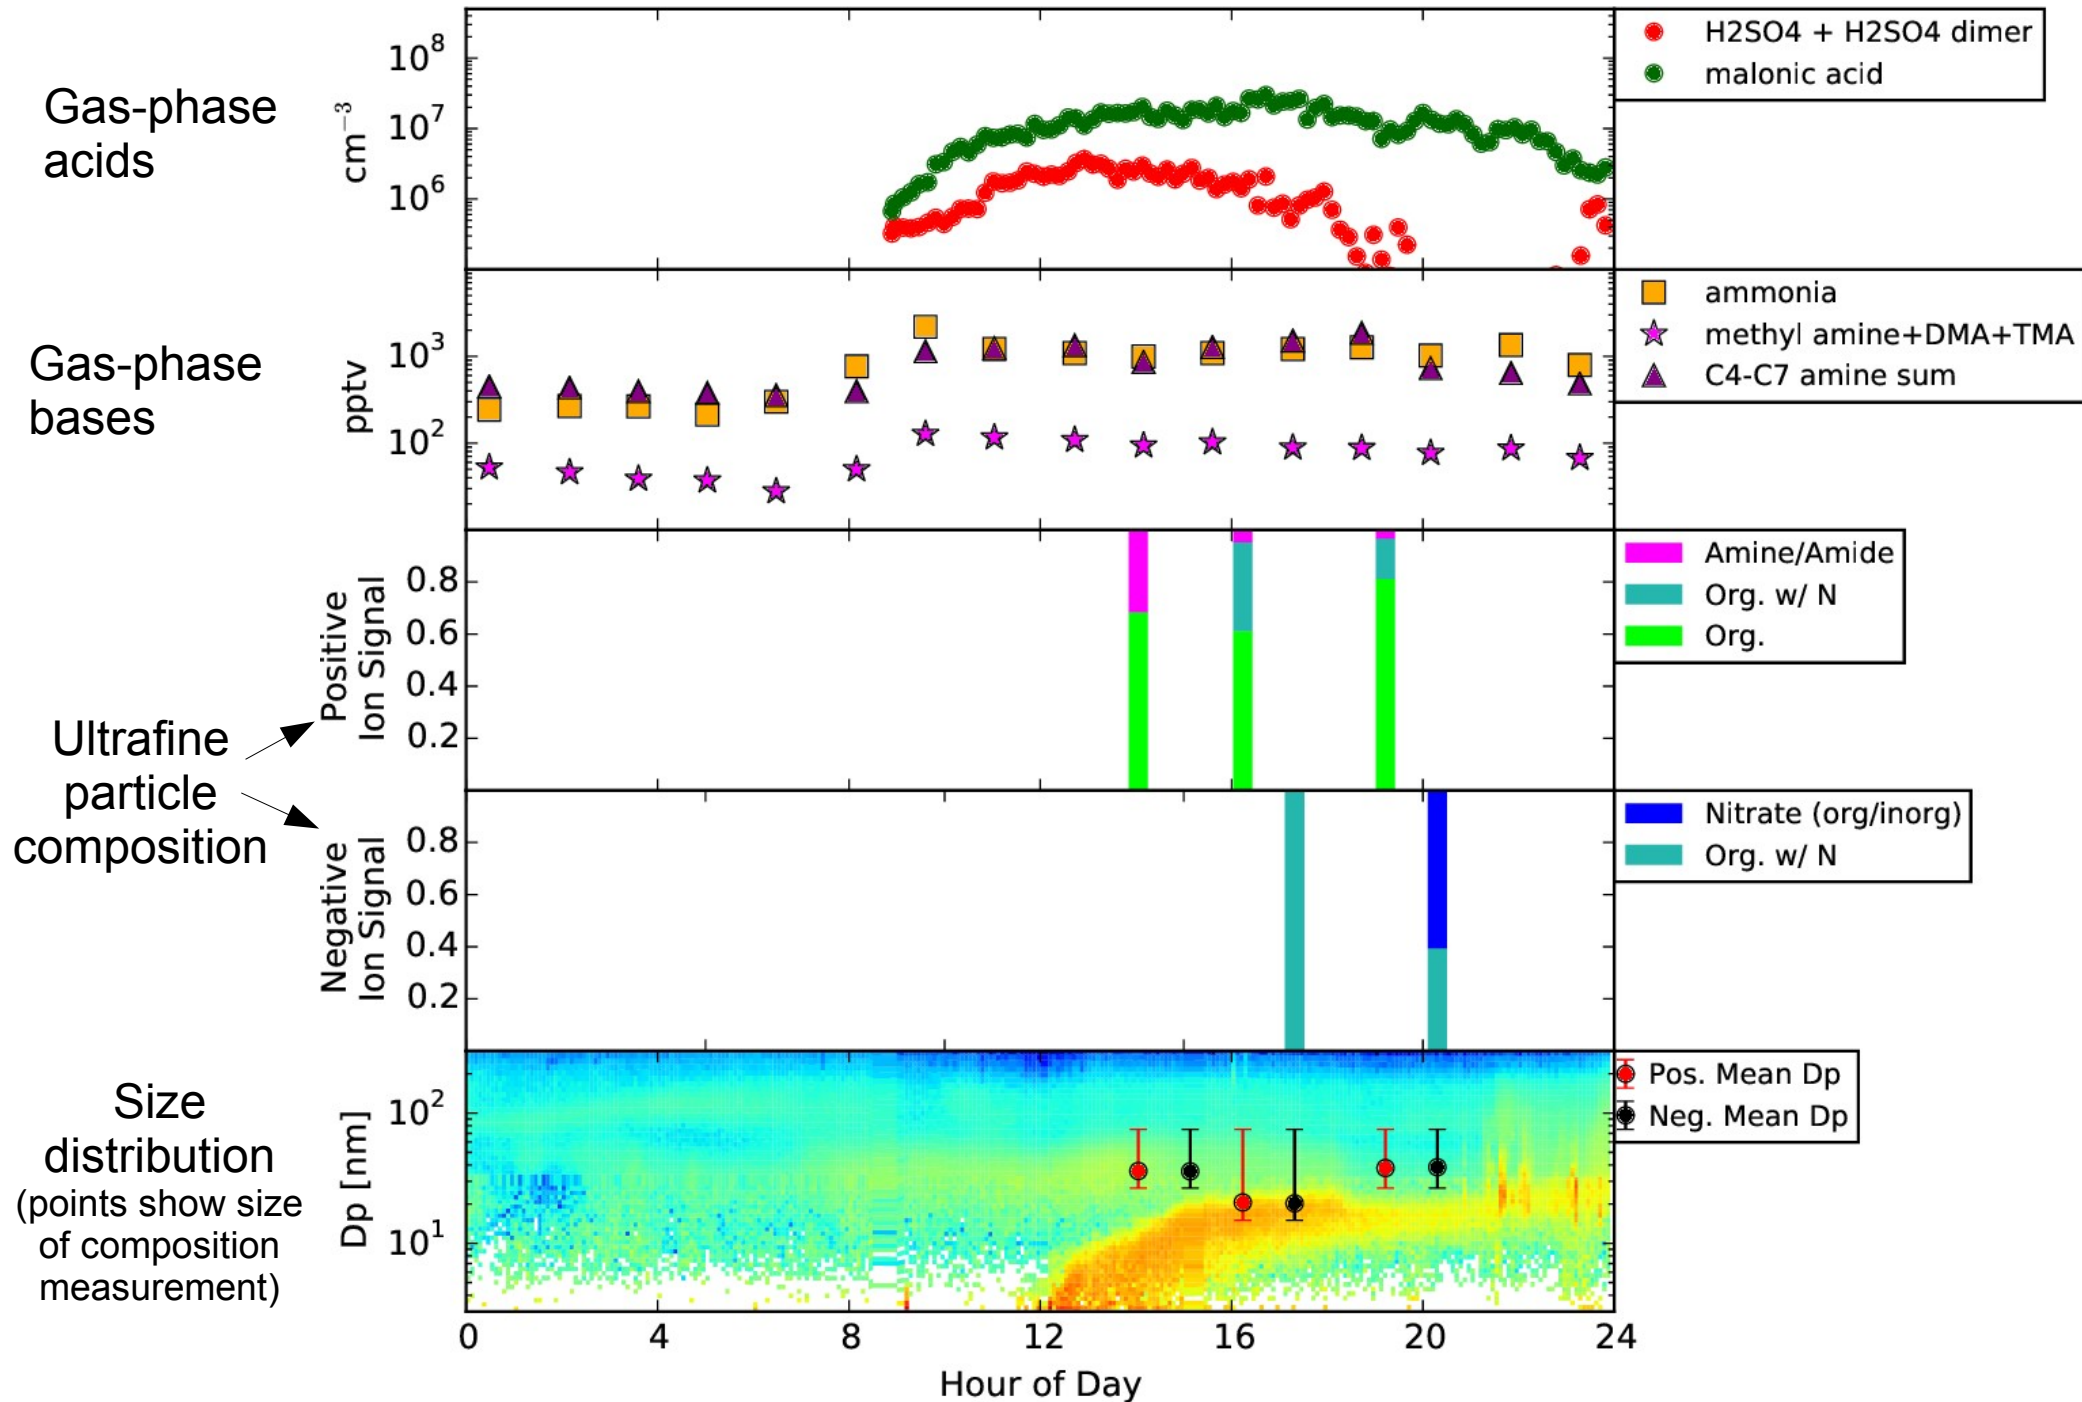 Gas-phase
acids
cm⁻³
10⁸
10⁷
10⁶
H2SO4 + H2SO4 dimer
malonic acid
Gas-phase
bases
pptv
10³
10²
ammonia
methyl amine+DMA+TMA
C4-C7 amine sum
Ultrafine
particle
composition
Positive
Ion Signal
0.8
0.6
0.4
0.2
Amine/Amide
Org. w/ N
Org.
Negative
Ion Signal
0.8
0.6
0.4
0.2
Nitrate (org/inorg)
Org. w/ N
Size
distribution
(points show size
of composition
measurement)
Dp [nm]
10²
10¹
Pos. Mean Dp
Neg. Mean Dp
0 4 8 12 16 20 24
Hour of Day